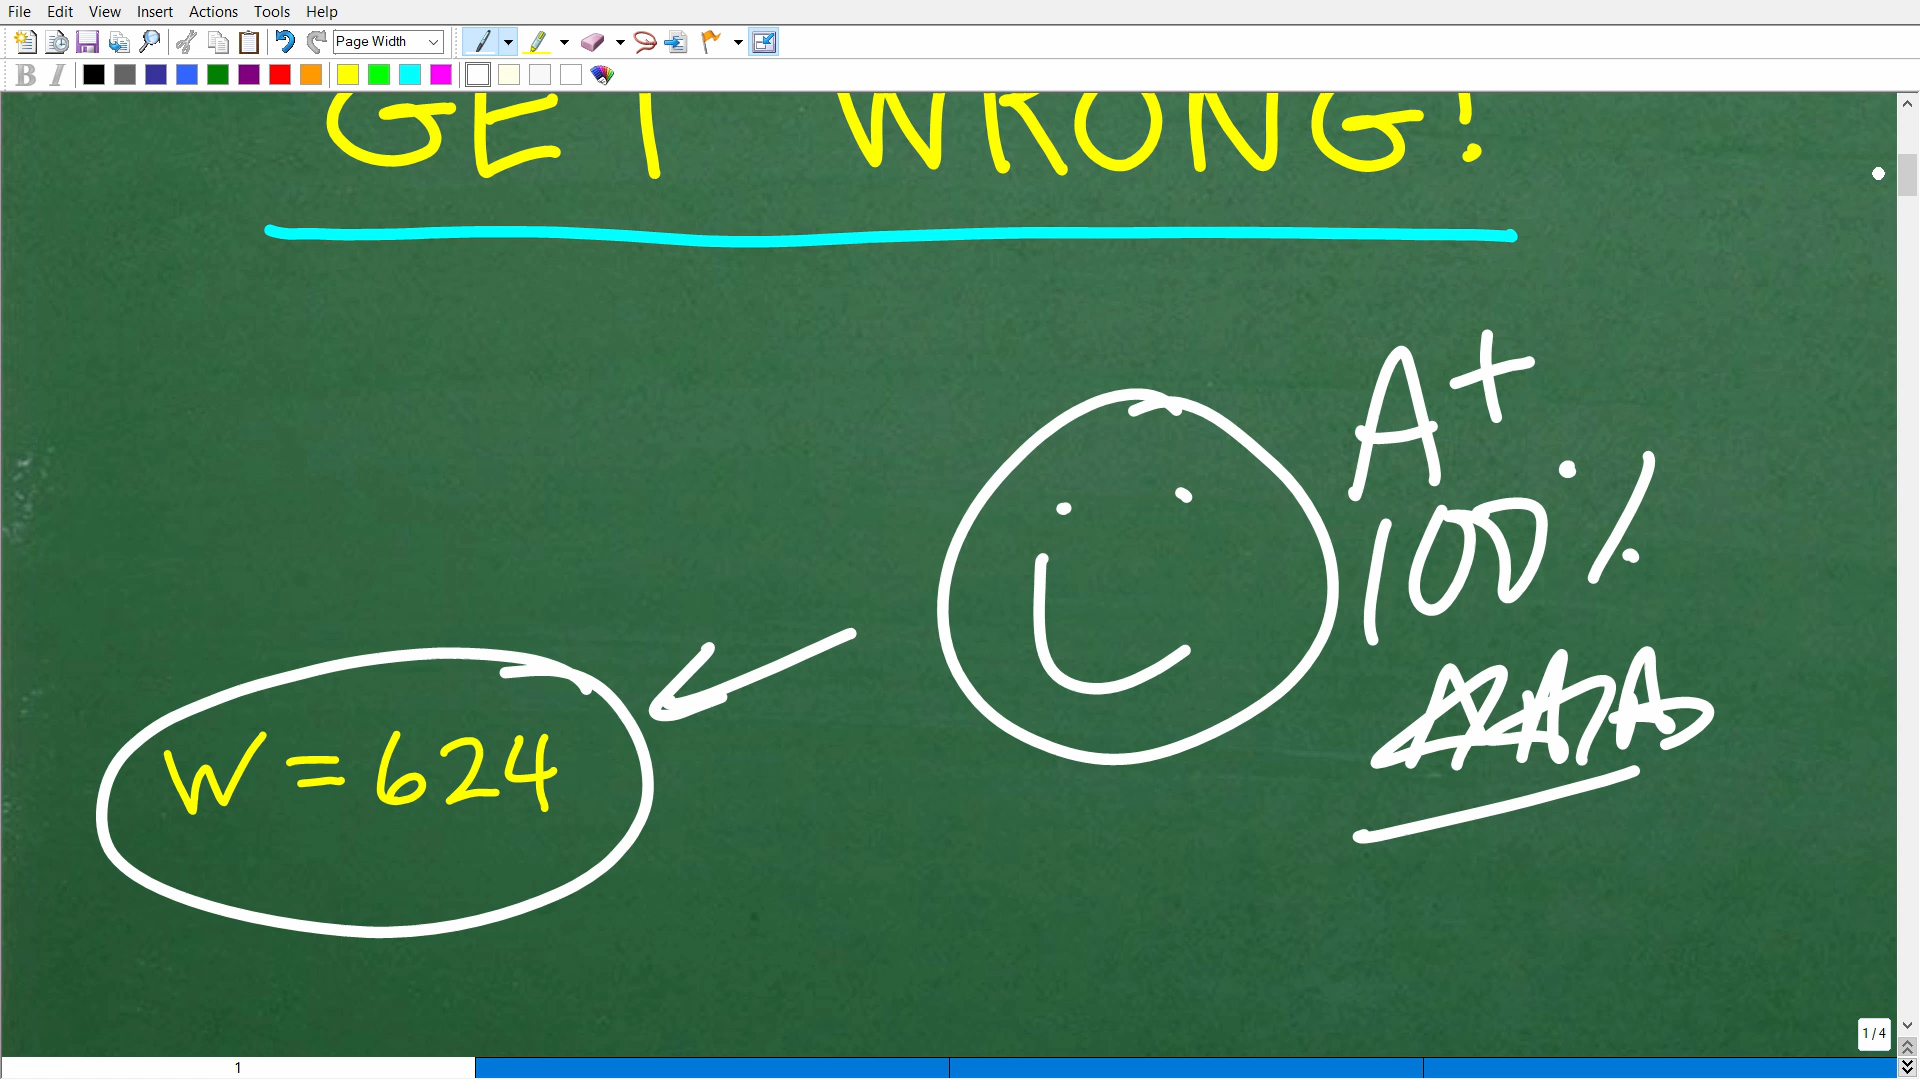 File Edit View Insert Actions Tools Help
Page Width
B I
GET WRONG!
A+
100%
W = 624
1 / 4
1